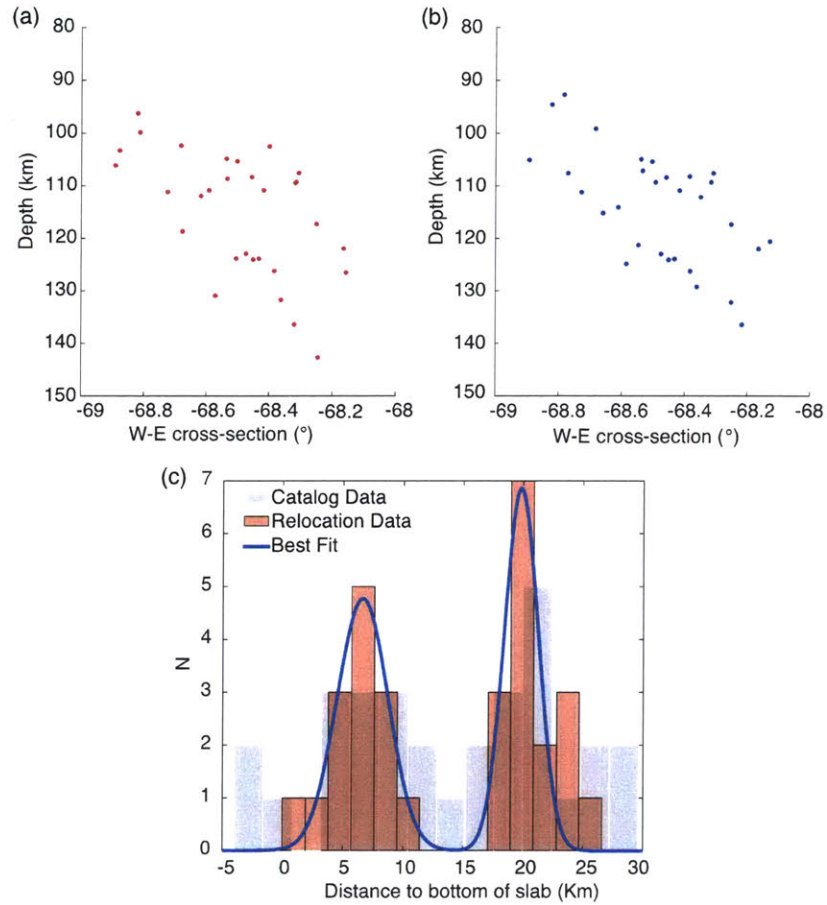 (a)
80
90
100
110
120
130
140
150
Depth (km)
-69 -68.8 -68.6 -68.4 -68.2 -68
W-E cross-section (°)
(b)
80
90
100
110
120
130
140
150
Depth (km)
-69 -68.8 -68.6 -68.4 -68.2 -68
W-E cross-section (°)
(c)
7
6
5
4
3
2
1
0
N
Catalog Data
Relocation Data
Best Fit
-5 0 5 10 15 20 25 30
Distance to bottom of slab (Km)